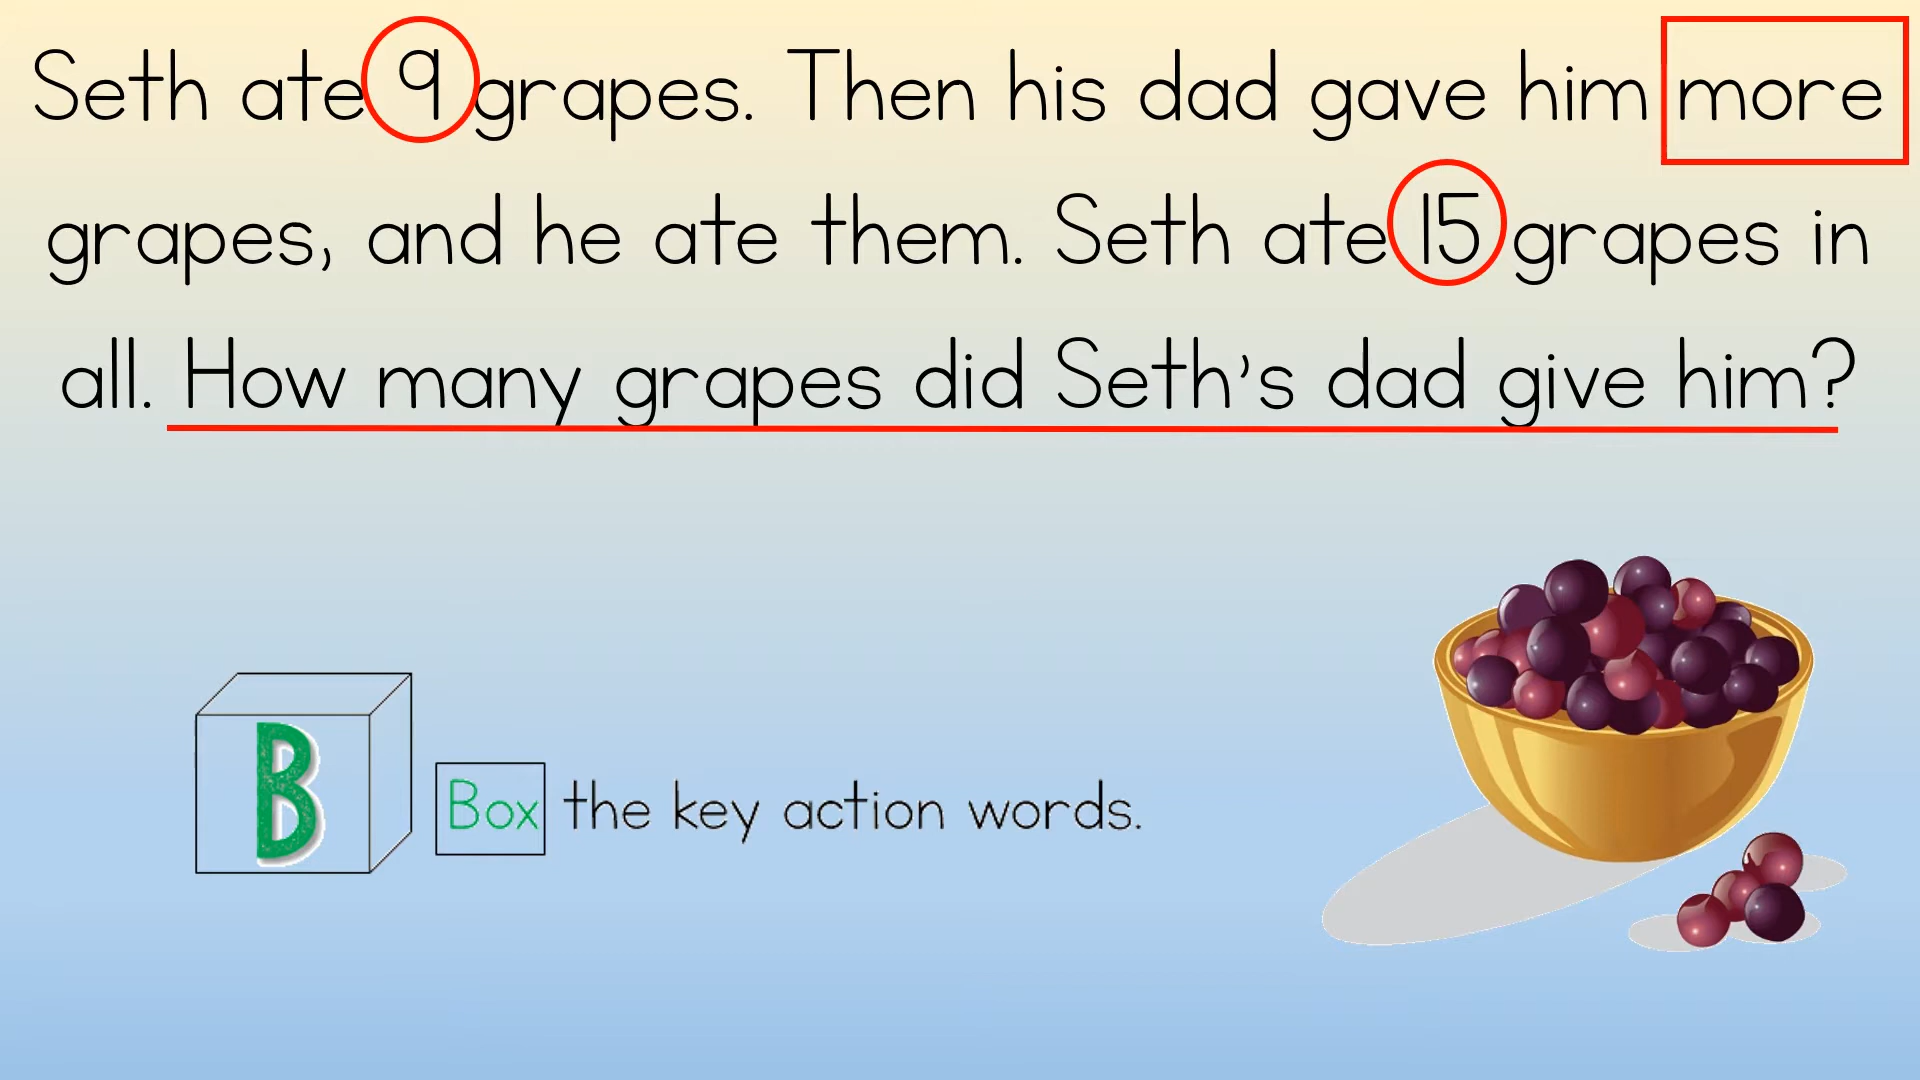 Seth ate 9 grapes. Then his dad gave him more
grapes, and he ate them. Seth ate 15 grapes in
all. How many grapes did Seth's dad give him?
B
Box the key action words.